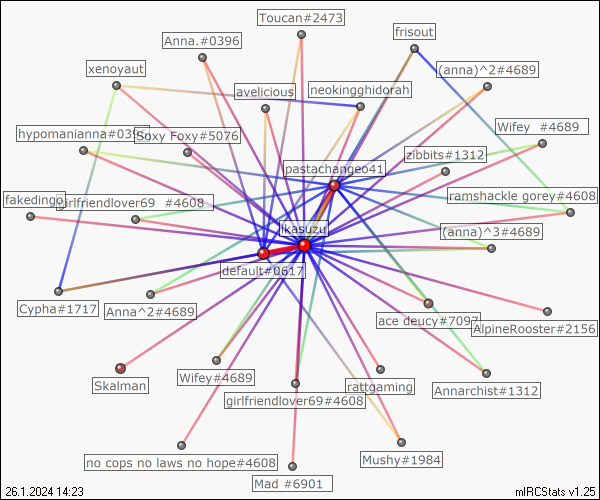 Toucan#2473
frisout
Anna.#0396
xenoyaut
(anna)^2#4689
avelicious
neokingghidorah
Wifey #4689
hypomanianna#039
Soxy Foxy#5076
zibbits#1312
pastachangeo41
fakedingo
girlfriendlover69 #4608
ramshackle gorey#4608
ikasuzu
(anna)^3#4689
default#0617
Cypha#1717
Anna^2#4689
ace deucy#7097
AlpineRooster#2156
Skalman
Wifey#4689
rattgaming
Annarchist#1312
girlfriendlover69#4608
no cops no laws no hope#4608
Mushy#1984
Mad #6901
26.1.2024 14:23
mIRCStats v1.25